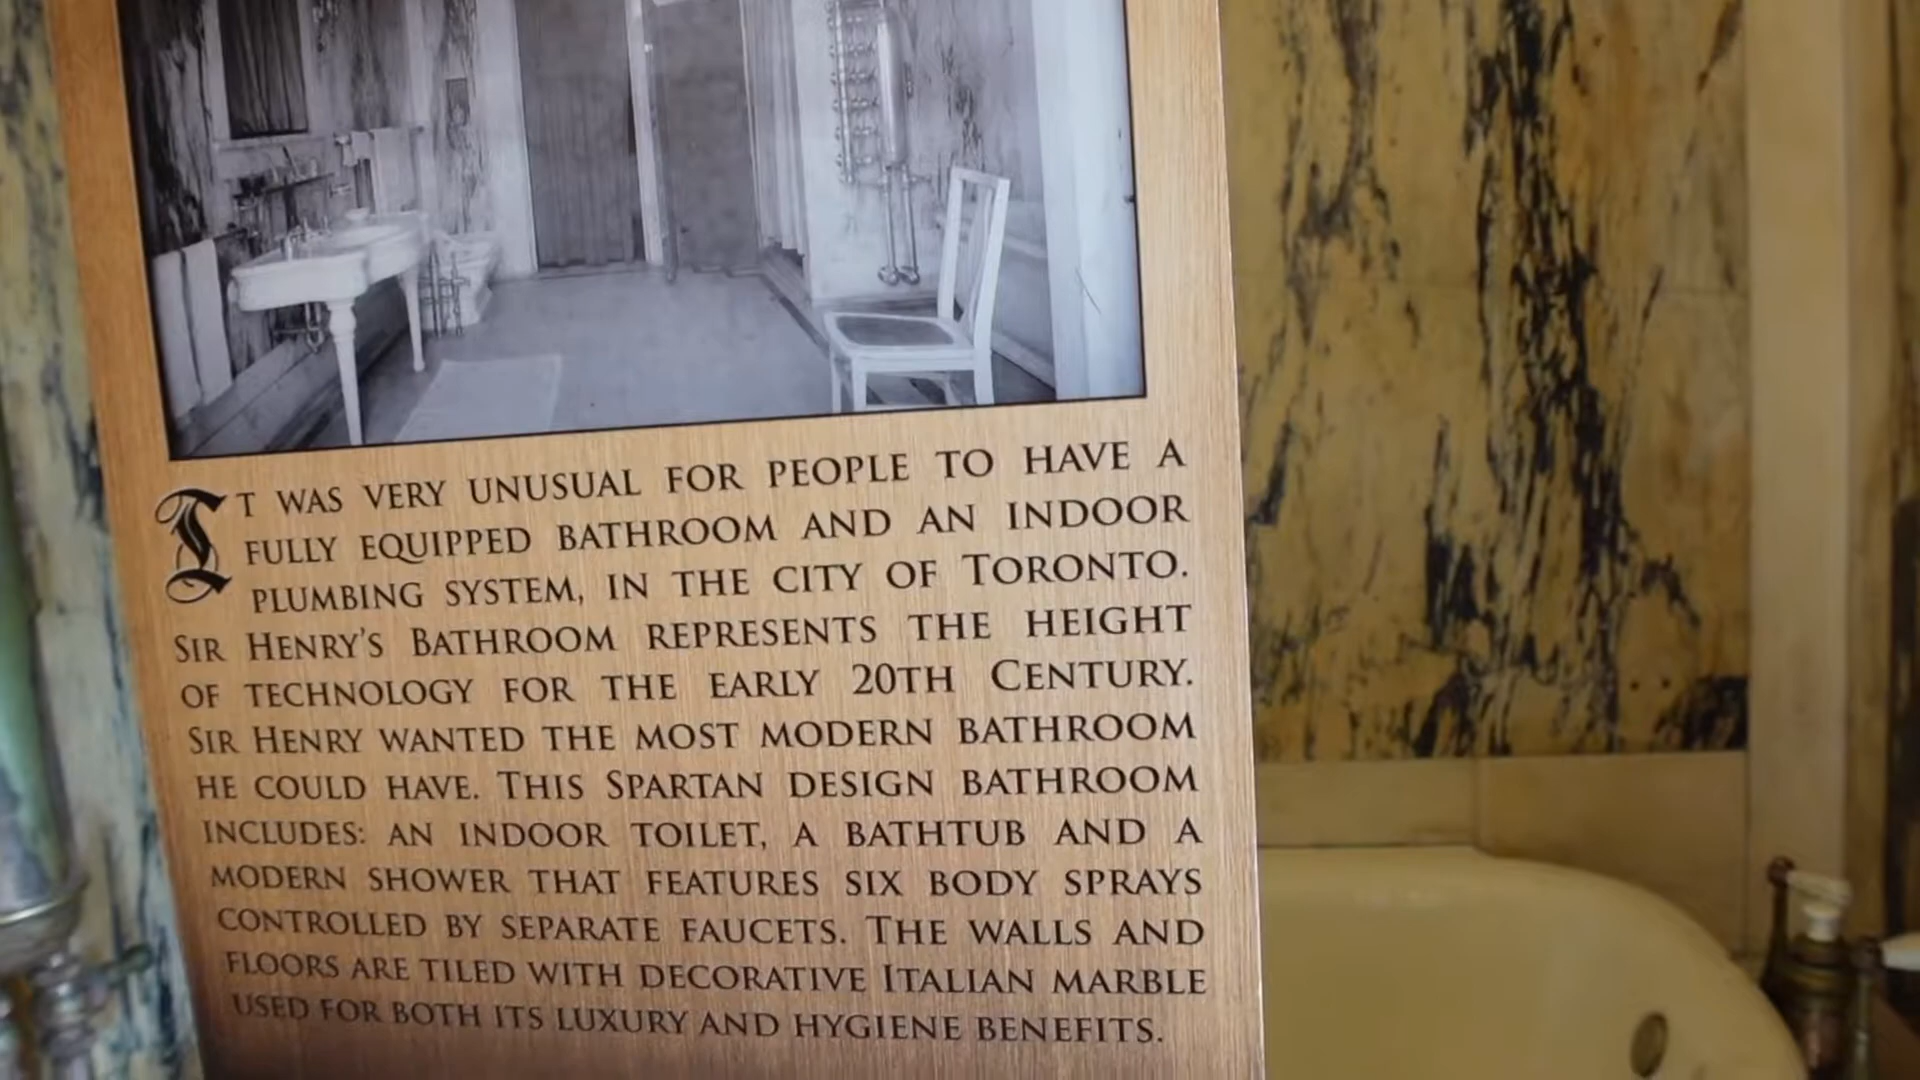 IT WAS VERY UNUSUAL FOR PEOPLE TO HAVE A
FULLY EQUIPPED BATHROOM AND AN INDOOR
PLUMBING SYSTEM, IN THE CITY OF TORONTO.
SIR HENRY'S BATHROOM REPRESENTS THE HEIGHT
OF TECHNOLOGY FOR THE EARLY 20TH CENTURY.
SIR HENRY WANTED THE MOST MODERN BATHROOM
HE COULD HAVE. THIS SPARTAN DESIGN BATHROOM
INCLUDES: AN INDOOR TOILET, A BATHTUB AND A
MODERN SHOWER THAT FEATURES SIX BODY SPRAYS
CONTROLLED BY SEPARATE FAUCETS. THE WALLS AND
FLOORS ARE TILED WITH DECORATIVE ITALIAN MARBLE
USED FOR BOTH ITS LUXURY AND HYGIENE BENEFITS.